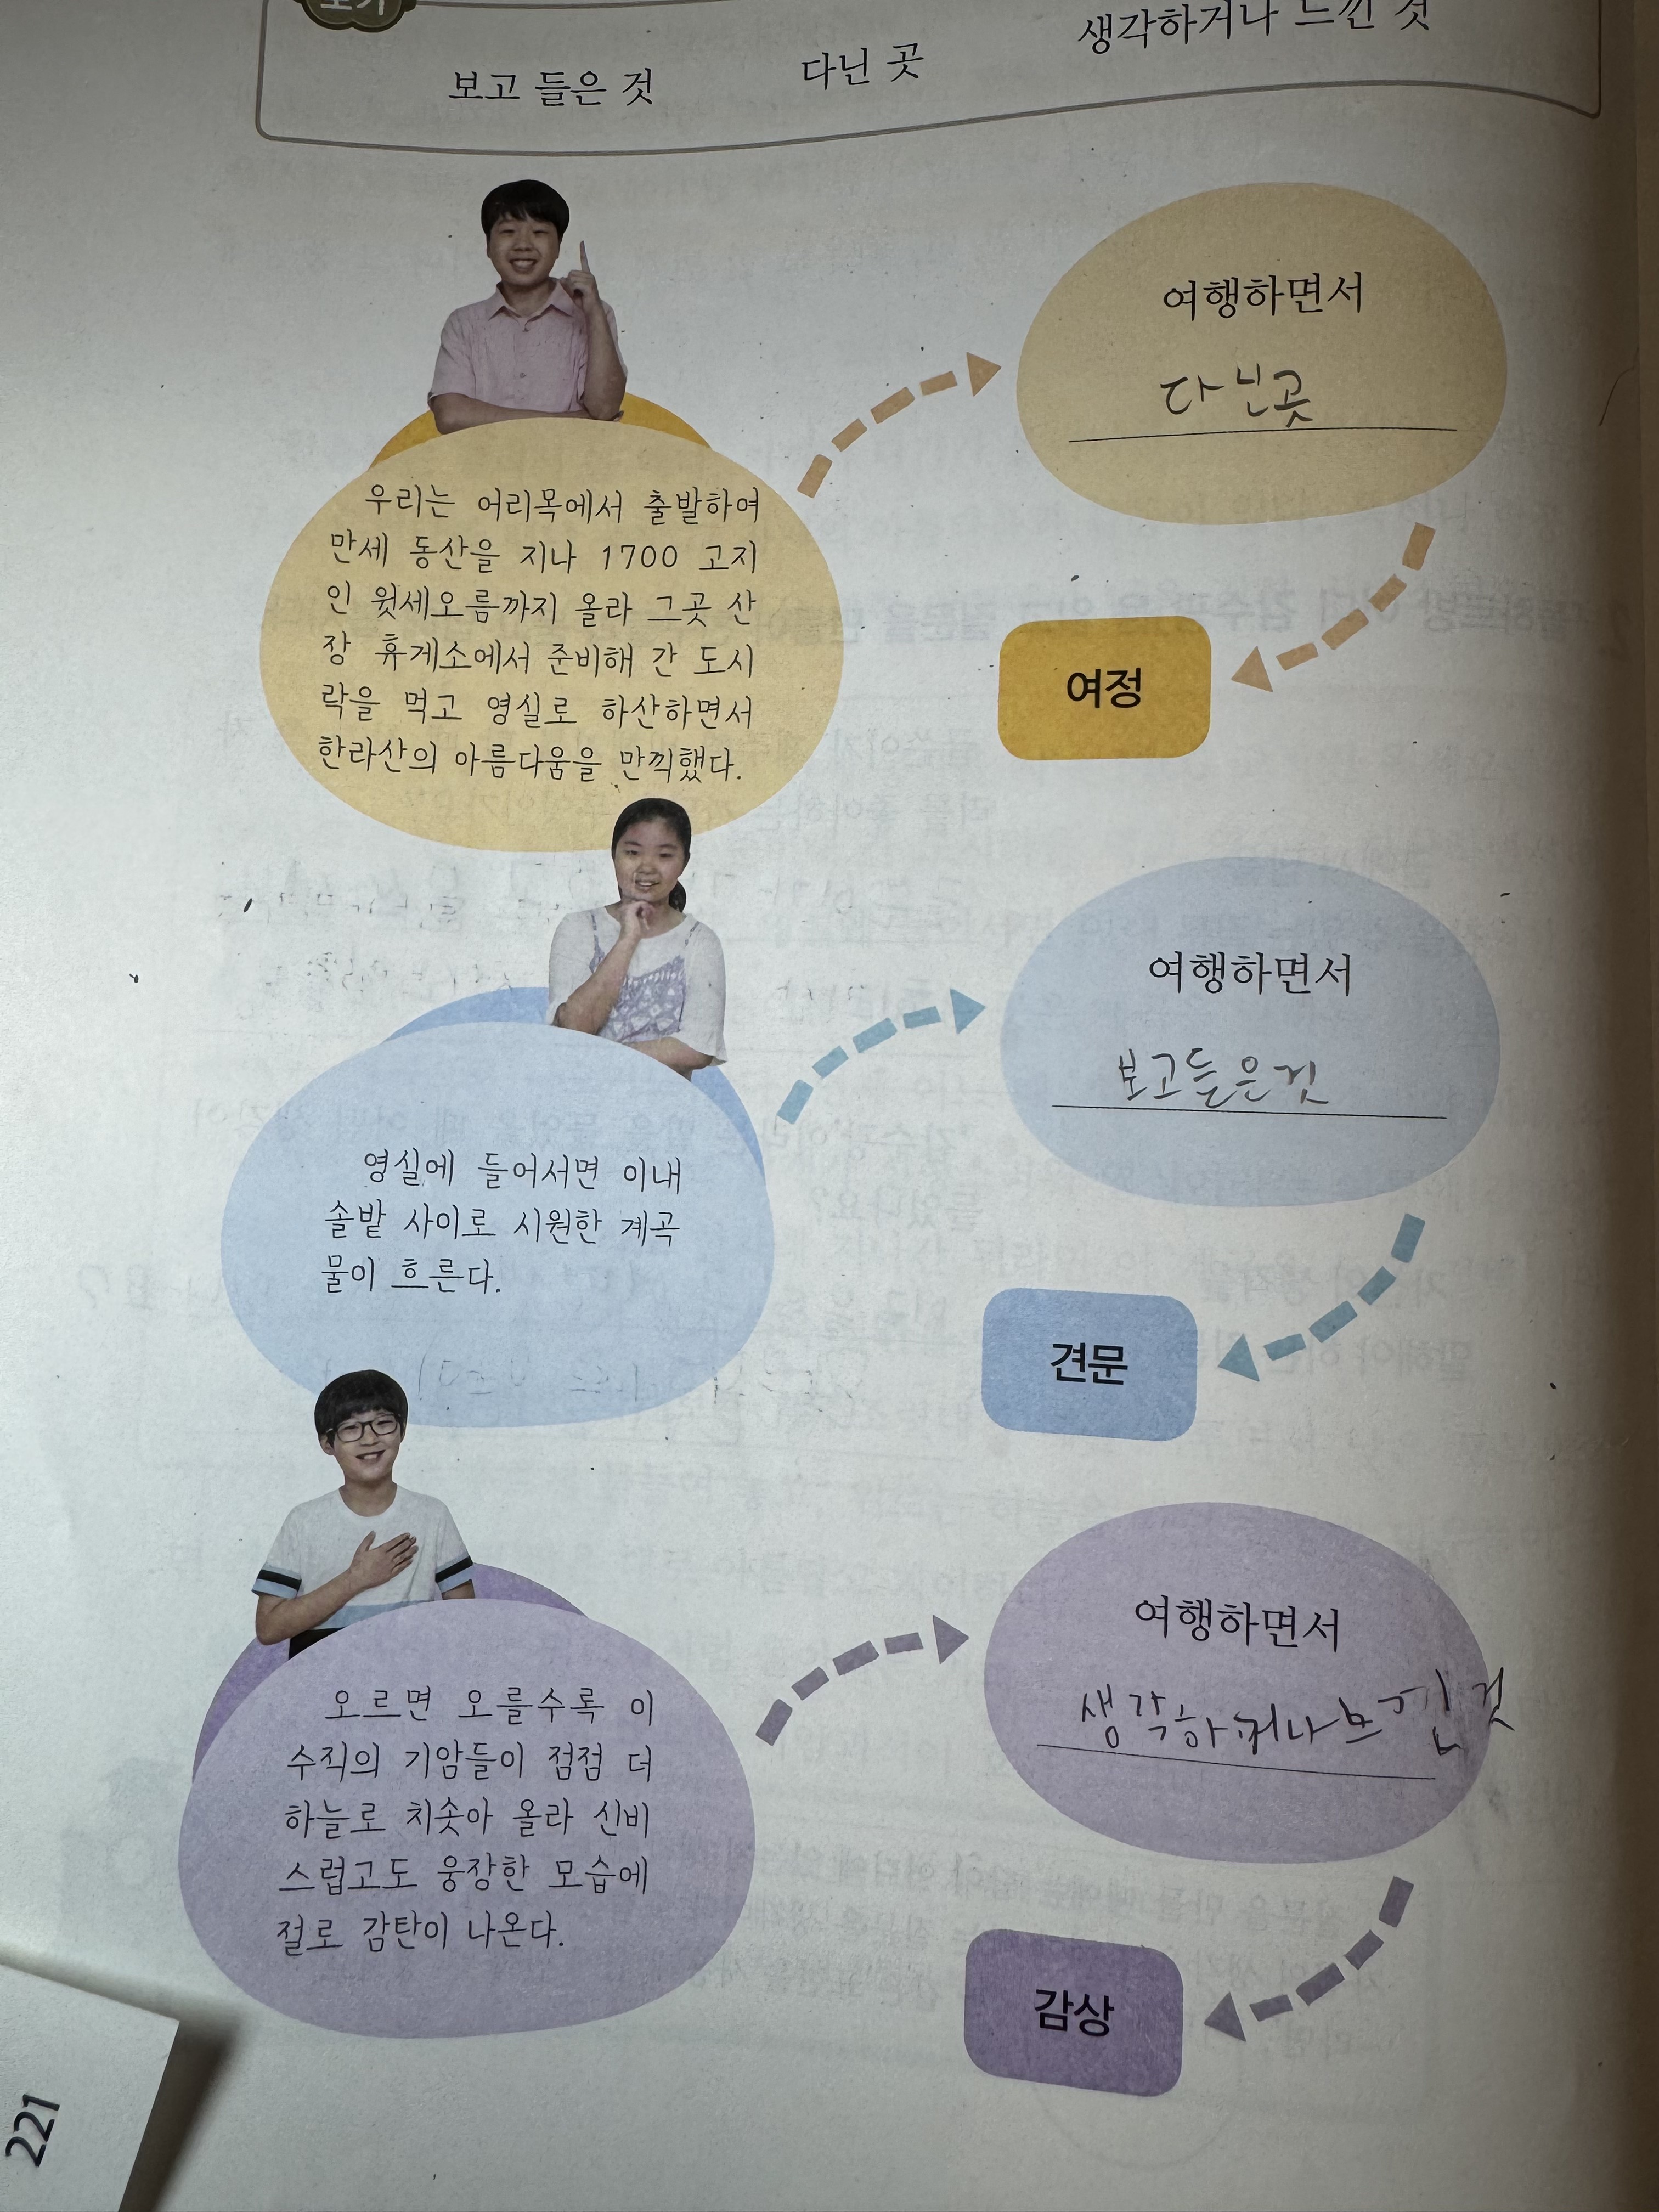 보기
보고 들은 것
다닌 곳
생각하거나 느낀 것
우리는 어리목에서 출발하여
만세 동산을 지나 1700 고지
인 윗세오름까지 올라 그곳 산
장 휴게소에서 준비해 간 도시
락을 먹고 영실로 하산하면서
한라산의 아름다움을 만끽했다.
여행하면서
다닌곳
여정
영실에 들어서면 이내
솔밭 사이로 시원한 계곡
물이 흐른다.
여행하면서
보고들은것
견문
오르면 오를수록 이
수직의 기암들이 점점 더
하늘로 치솟아 올라 신비
스럽고도 웅장한 모습에
절로 감탄이 나온다.
여행하면서
생각하거나 느낀 것
감상
221